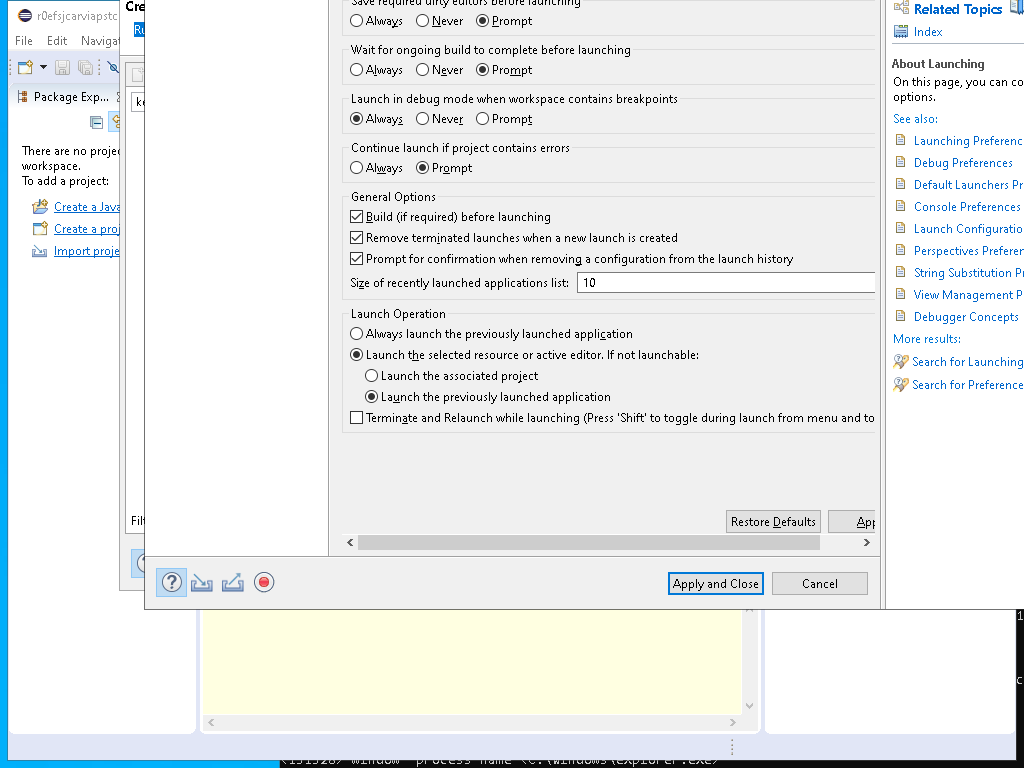 r0efsjcarviapstc
File Edit Navigat
Package Exp...
There are no proje
workspace.
To add a project:
Create a Java
Create a proj
Import proje
Cre
Save required dirty editors before launching
Always Never Prompt
Wait for ongoing build to complete before launching
Always Never Prompt
Launch in debug mode when workspace contains breakpoints
Always Never Prompt
Continue launch if project contains errors
Always Prompt
General Options
Build (if required) before launching
Remove terminated launches when a new launch is created
Prompt for confirmation when removing a configuration from the launch history
Size of recently launched applications list: 10
Launch Operation
Always launch the previously launched application
Launch the selected resource or active editor. If not launchable:
Launch the associated project
Launch the previously launched application
Terminate and Relaunch while launching (Press 'Shift' to toggle during launch from menu and to
Filt
Restore Defaults App
Apply and Close Cancel
Related Topics
Index
About Launching
On this page, you can co
options.
See also:
Launching Preferenc
Debug Preferences
Default Launchers Pr
Console Preferences
Launch Configuratio
Perspectives Preferen
String Substitution Pr
View Management P
Debugger Concepts
More results:
Search for Launching
Search for Preference